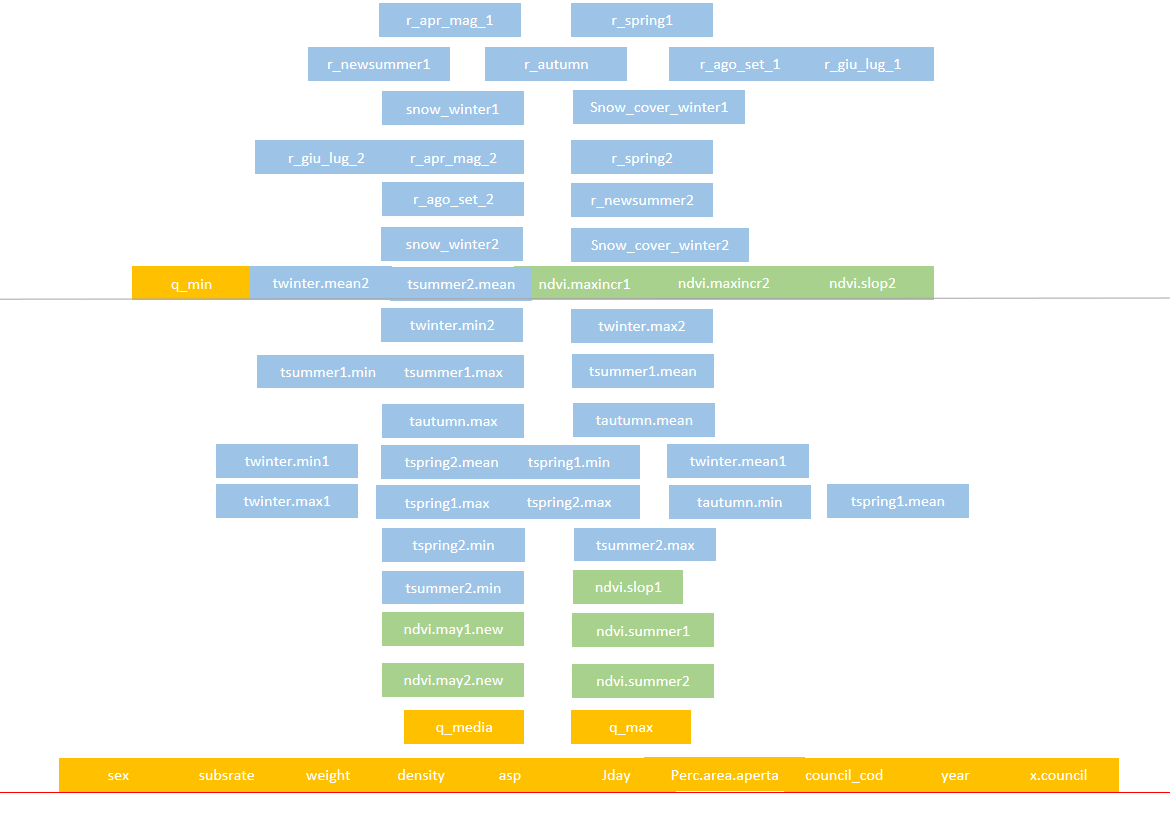 r_apr_mag_1 r_spring1
r_newsummer1 r_autumn r_ago_set_1 r_giu_lug_1
snow_winter1 Snow_cover_winter1
r_giu_lug_2 r_apr_mag_2 r_spring2
r_ago_set_2 r_newsummer2
snow_winter2 Snow_cover_winter2
q_min twinter.mean2 tsummer2.mean ndvi.maxincr1 ndvi.maxincr2 ndvi.slop2
twinter.min2 twinter.max2
tsummer1.min tsummer1.max tsummer1.mean
tautumn.max tautumn.mean
twinter.min1 tspring2.mean tspring1.min twinter.mean1
twinter.max1 tspring1.max tspring2.max tautumn.min tspring1.mean
tspring2.min tsummer2.max
tsummer2.min ndvi.slop1
ndvi.may1.new ndvi.summer1
ndvi.may2.new ndvi.summer2
q_media q_max
sex subsrate weight density asp Jday Perc.area.aperta council_cod year x.council